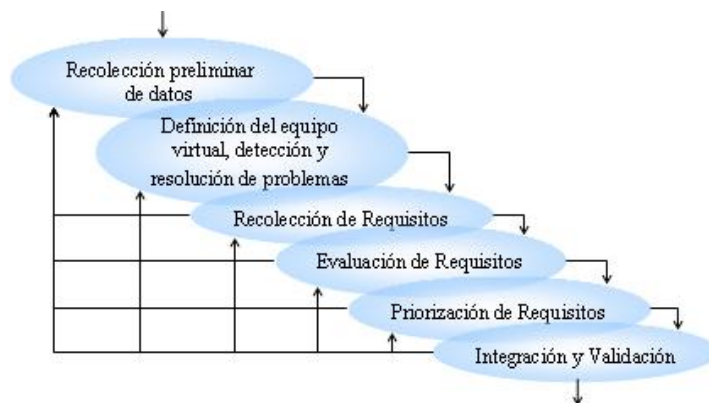 Recolección preliminar
de datos
Definición del equipo
virtual, detección y
resolución de problemas
Recolección de Requisitos
Evaluación de Requisitos
Priorización de Requisitos
Integración y Validación